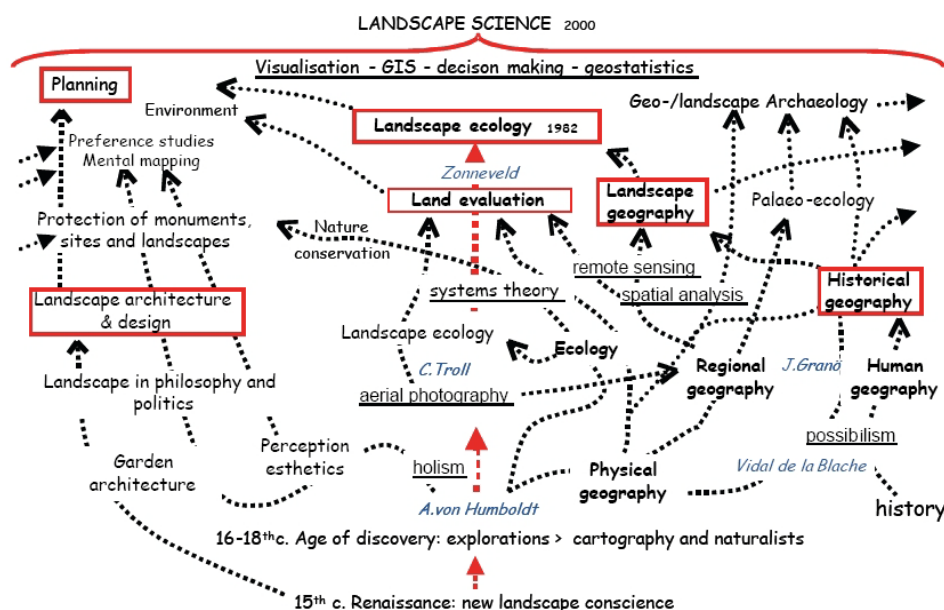 LANDSCAPE SCIENCE 2000
Visualisation - GIS - decison making - geostatistics
Planning
Environment
Geo-/landscape Archaeology
Landscape ecology 1982
Preference studies
Mental mapping
Zonneveld
Land evaluation
Landscape
geography
Palaeo-ecology
Protection of monuments,
sites and landscapes
Nature
conservation
remote sensing
systems theory
spatial analysis
Historical
geography
Landscape architecture
& design
Landscape ecology
Ecology
C.Troll
Regional
geography
J.Granö
Human
geography
Landscape in philosophy and
politics
aerial photography
possibilism
Perception
esthetics
Garden
architecture
holism
Physical
geography
Vidal de la Blache
A.von Humboldt
history
16-18th c. Age of discovery: explorations > cartography and naturalists
15th c. Renaissance: new landscape conscience